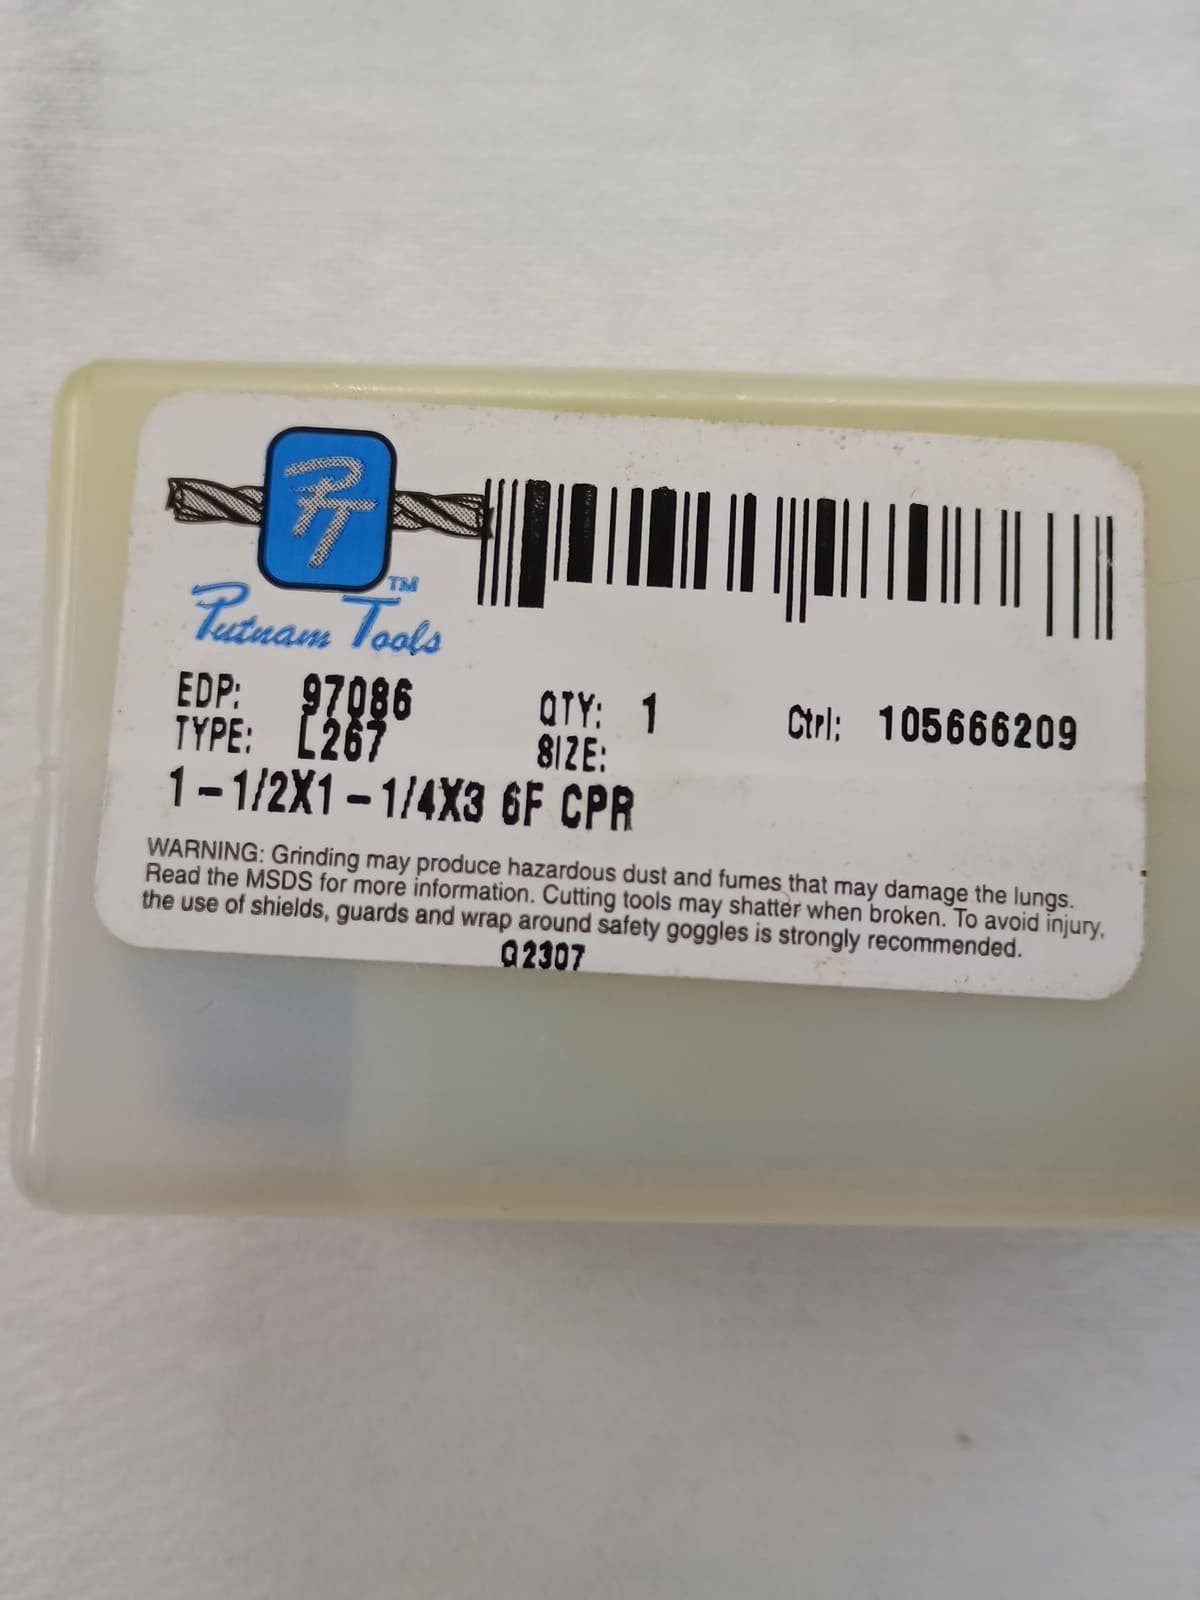 PT
TM
Putnam Tools
EDP: 97086 QTY: 1 Ctrl: 105666209
TYPE: L267 SIZE:
1-1/2X1-1/4X3 6F CPR
WARNING: Grinding may produce hazardous dust and fumes that may damage the lungs.
Read the MSDS for more information. Cutting tools may shatter when broken. To avoid injury,
the use of shields, guards and wrap around safety goggles is strongly recommended.
Q2307